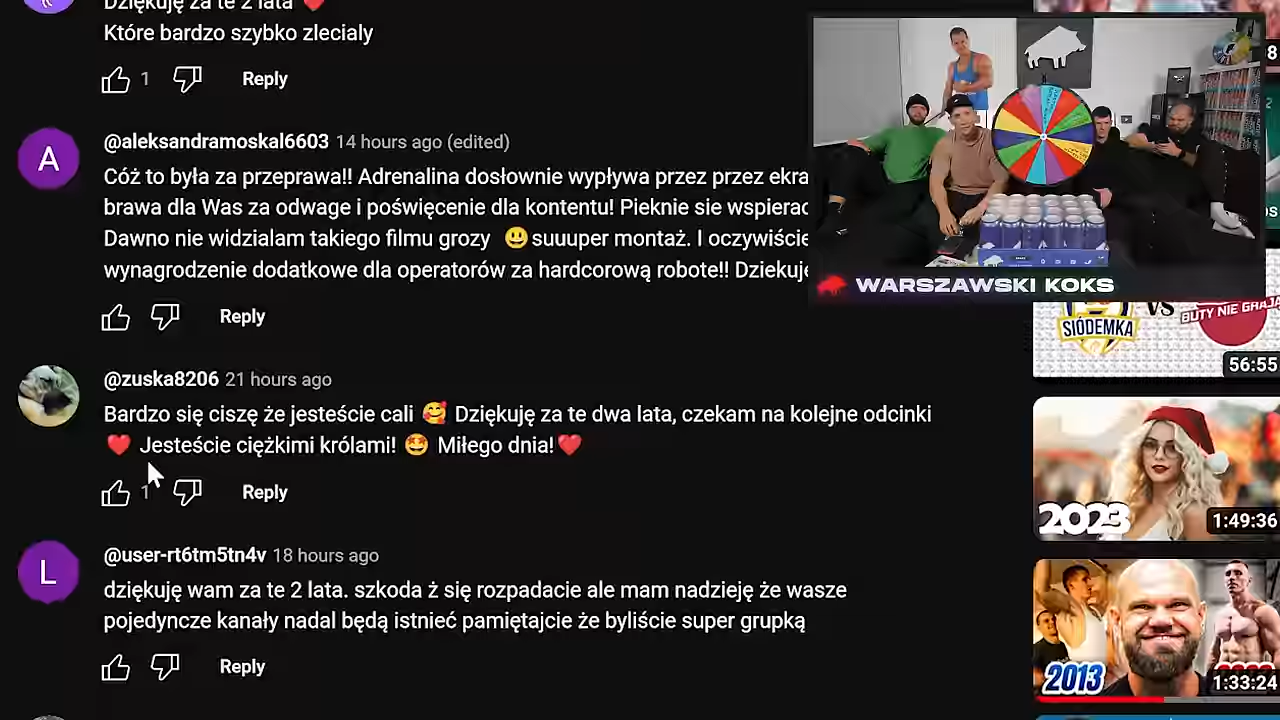 Dziękuję za te 2 lata ❤️
Które bardzo szybko zlecialy
1 Reply
A
@aleksandramoskal6603 14 hours ago (edited)
Cóż to była za przeprawa!! Adrenalina dosłownie wypływa przez przez ekra
brawa dla Was za odwage i poświęcenie dla kontentu! Pieknie sie wspierac
Dawno nie widzialam takiego filmu grozy 😃suuuper montaż. I oczywiście
wynagrodzenie dodatkowe dla operatorów za hardcorową robote!! Dziekuje
Reply
@zuska8206 21 hours ago
Bardzo się ciszę że jesteście cali 🥰 Dziękuję za te dwa lata, czekam na kolejne odcinki
❤️ Jesteście ciężkimi królami! 🤩 Miłego dnia!❤️
1 Reply
L
@user-rt6tm5tn4v 18 hours ago
dziękuję wam za te 2 lata. szkoda ż się rozpadacie ale mam nadzieję że wasze
pojedyncze kanały nadal będą istnieć pamiętajcie że byliście super grupką
Reply
WARSZAWSKI KOKS
8
SIÓDEMKA
VS
BUTY NIE GRAJĄ
56:55
2023
1:49:36
2013
1:33:24